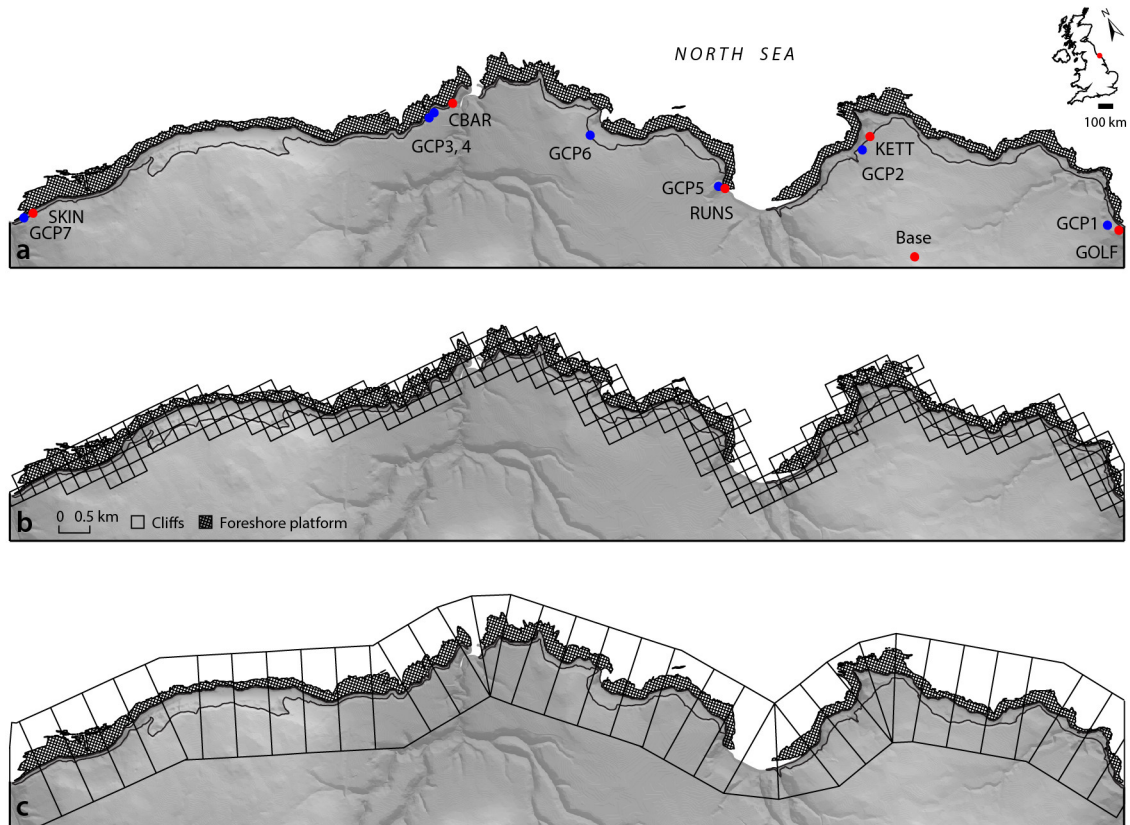 N
NORTH SEA
100 km
CBAR
GCP3, 4
GCP6
KETT
GCP2
GCP5
RUNS
SKIN
GCP7
Base
GCP1
GOLF
a
b
0 0.5 km
Cliffs
Foreshore platform
c